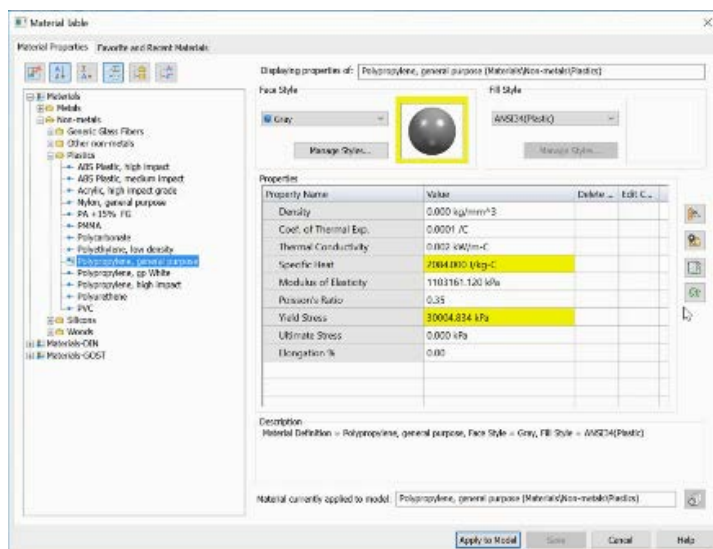 Material Table
Material Properties Favorite and Recent Materials
Displaying properties of: Polypropylene, general purpose (Materials\Non-metals\Plastics)
Face Style
Gray
Manage Styles...
Fill Style
ANSI34(Plastic)
Manage Styles...
Materials
Metals
Non-metals
Generic Glass Fibers
Other non-metals
Plastics
ABS Plastic, high impact
ABS Plastic, medium impact
Acrylic, high impact grade
Nylon, general purpose
PA +15% FG
PMMA
Polycarbonate
Polyethylene, low density
Polypropylene, general purpose
Polypropylene, gp White
Polypropylene, high impact
Polyurethane
PVC
Silicons
Woods
Materials-DIN
Materials-GOST
Properties
Property Name Value Delete ... Edit C...
Density 0.000 kg/mm^3
Coef. of Thermal Exp. 0.0001 /C
Thermal Conductivity 0.002 kW/m-C
Specific Heat 2084.000 J/kg-C
Modulus of Elasticity 1103161.120 kPa
Poisson's Ratio 0.35
Yield Stress 30004.834 kPa
Ultimate Stress 0.000 kPa
Elongation % 0.00
Description
Material Definition = Polypropylene, general purpose, Face Style = Gray, Fill Style = ANSI34(Plastic)
Material currently applied to model: Polypropylene, general purpose (Materials\Non-metals\Plastics)
Apply to Model Save Cancel Help